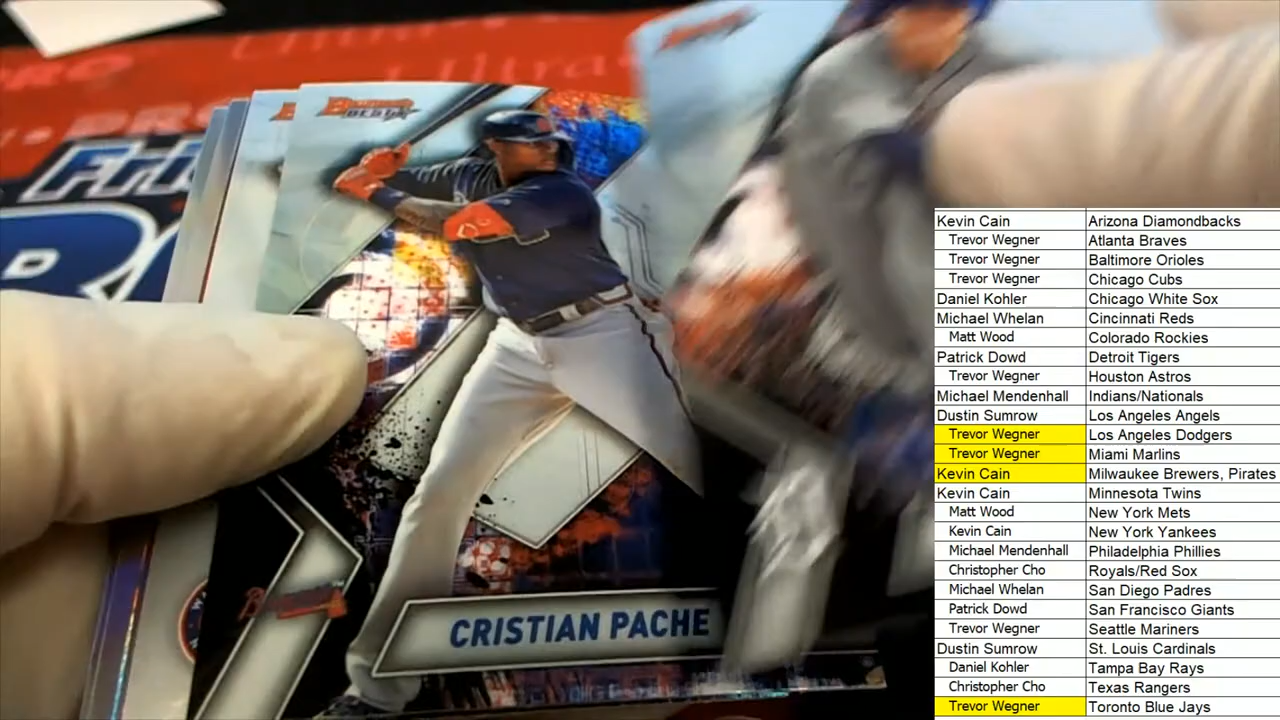 PRO
Ultra
Ultra
PRO
Fri
Bowman
BEST
CRISTIAN PACHE
Braves
Kevin Cain Arizona Diamondbacks
Trevor Wegner Atlanta Braves
Trevor Wegner Baltimore Orioles
Trevor Wegner Chicago Cubs
Daniel Kohler Chicago White Sox
Michael Whelan Cincinnati Reds
Matt Wood Colorado Rockies
Patrick Dowd Detroit Tigers
Trevor Wegner Houston Astros
Michael Mendenhall Indians/Nationals
Dustin Sumrow Los Angeles Angels
Trevor Wegner Los Angeles Dodgers
Trevor Wegner Miami Marlins
Kevin Cain Milwaukee Brewers, Pirates
Kevin Cain Minnesota Twins
Matt Wood New York Mets
Kevin Cain New York Yankees
Michael Mendenhall Philadelphia Phillies
Christopher Cho Royals/Red Sox
Michael Whelan San Diego Padres
Patrick Dowd San Francisco Giants
Trevor Wegner Seattle Mariners
Dustin Sumrow St. Louis Cardinals
Daniel Kohler Tampa Bay Rays
Christopher Cho Texas Rangers
Trevor Wegner Toronto Blue Jays